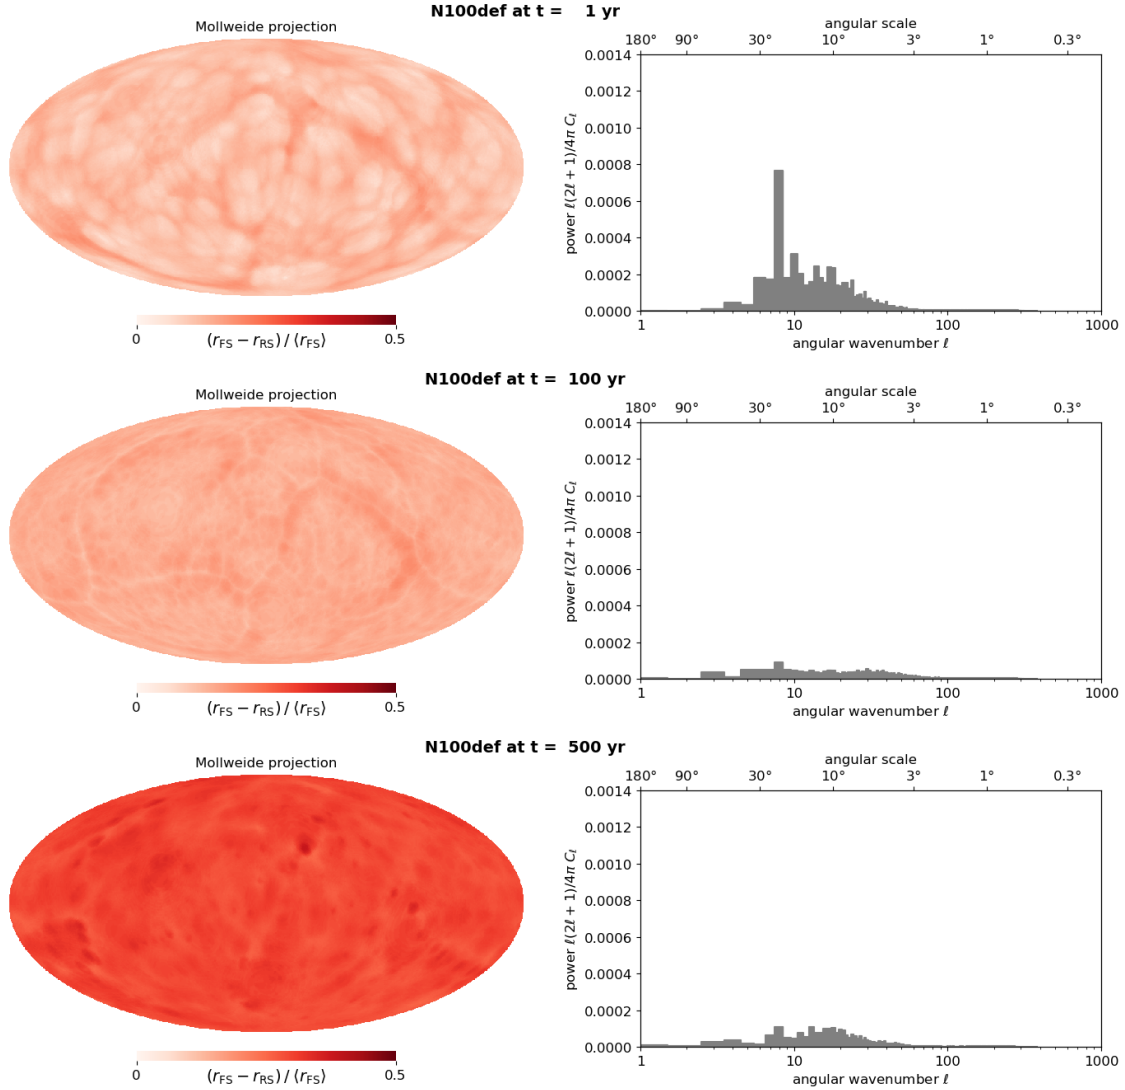 N100def at t =    1 yr
Mollweide projection
0
0.5
(r_FS − r_RS) / ⟨r_FS⟩
angular scale
180° 90° 30° 10° 3° 1° 0.3°
0.0014
0.0012
0.0010
0.0008
0.0006
0.0004
0.0002
0.0000
power ℓ(2ℓ + 1)/4π C_ℓ
1 10 100 1000
angular wavenumber ℓ
N100def at t =  100 yr
Mollweide projection
0
0.5
(r_FS − r_RS) / ⟨r_FS⟩
angular scale
180° 90° 30° 10° 3° 1° 0.3°
0.0014
0.0012
0.0010
0.0008
0.0006
0.0004
0.0002
0.0000
power ℓ(2ℓ + 1)/4π C_ℓ
1 10 100 1000
angular wavenumber ℓ
N100def at t =  500 yr
Mollweide projection
0
0.5
(r_FS − r_RS) / ⟨r_FS⟩
angular scale
180° 90° 30° 10° 3° 1° 0.3°
0.0014
0.0012
0.0010
0.0008
0.0006
0.0004
0.0002
0.0000
power ℓ(2ℓ + 1)/4π C_ℓ
1 10 100 1000
angular wavenumber ℓ